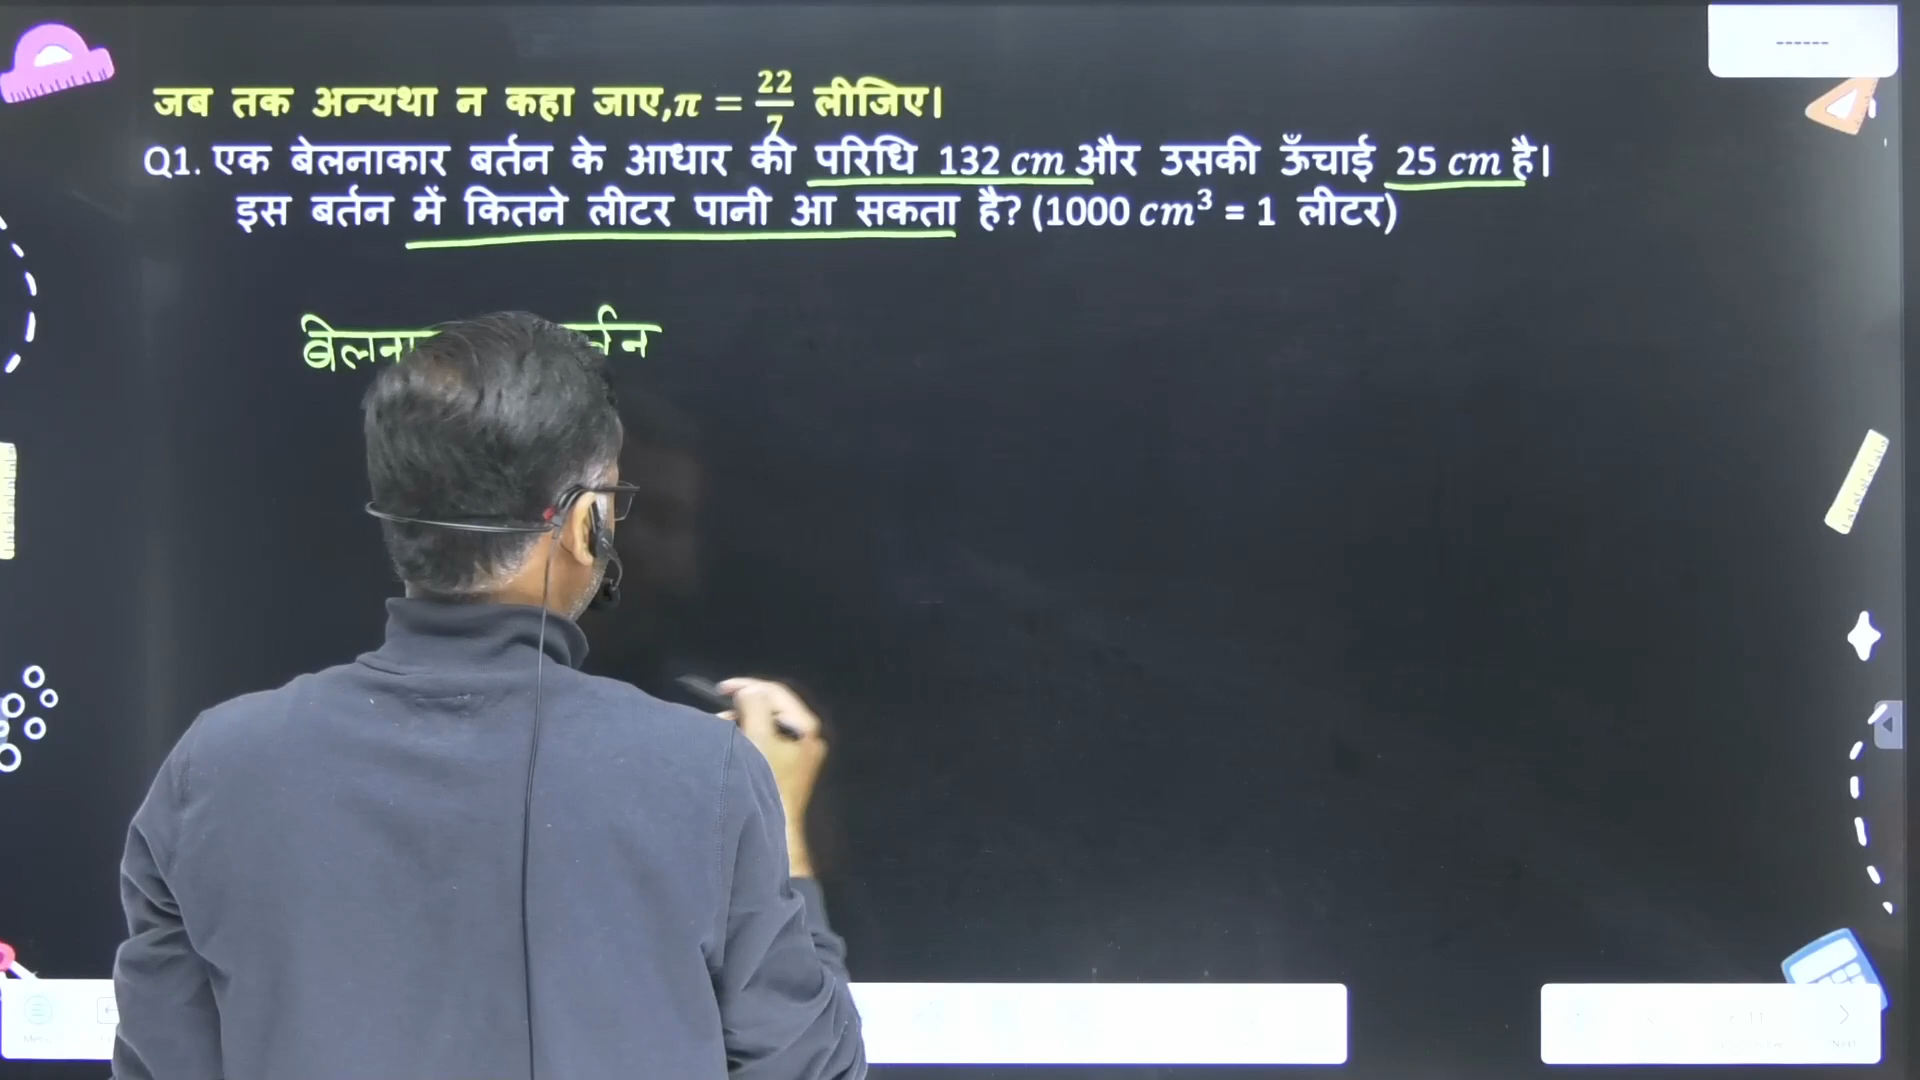 जब तक अन्यथा न कहा जाए,π = 22/7 लीजिए।
Q1. एक बेलनाकार बर्तन के आधार की परिधि 132 cm और उसकी ऊँचाई 25 cm है।
इस बर्तन में कितने लीटर पानी आ सकता है? (1000 cm³ = 1 लीटर)
------